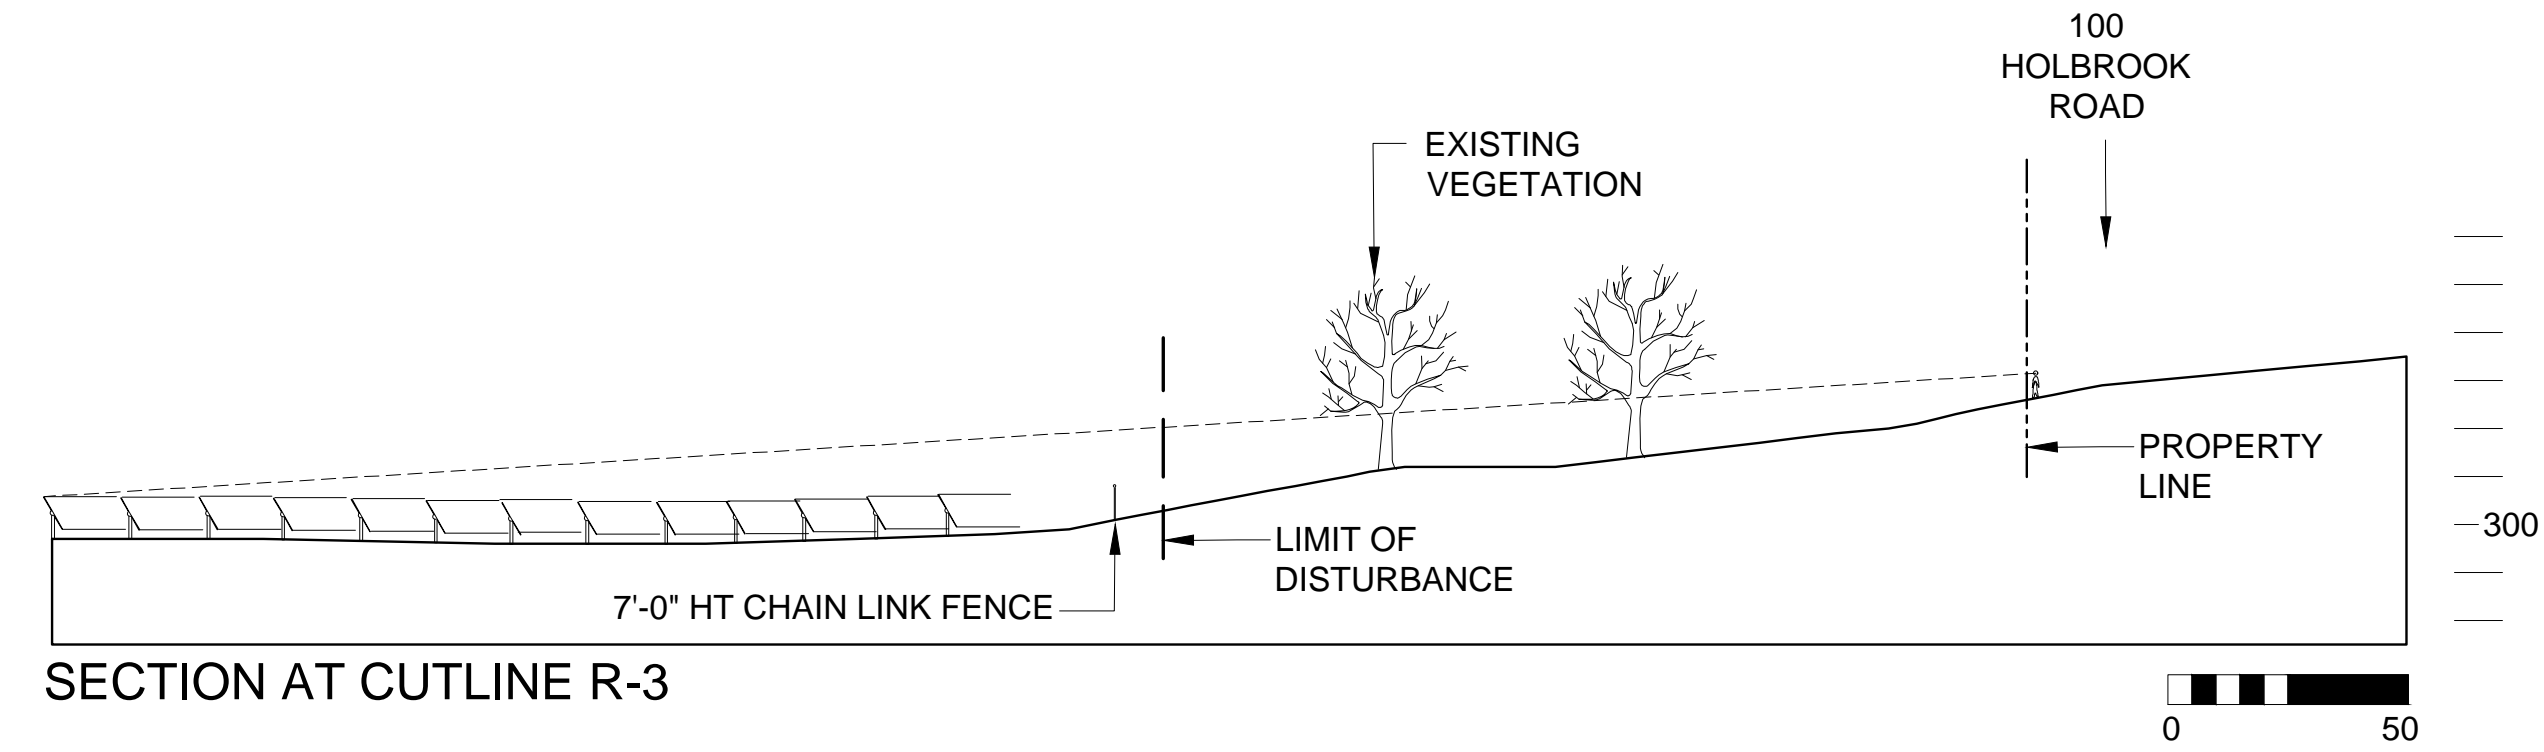 100
HOLBROOK
ROAD
EXISTING
VEGETATION
PROPERTY
LINE
300
LIMIT OF
DISTURBANCE
7'-0" HT CHAIN LINK FENCE
SECTION AT CUTLINE R-3
0 50